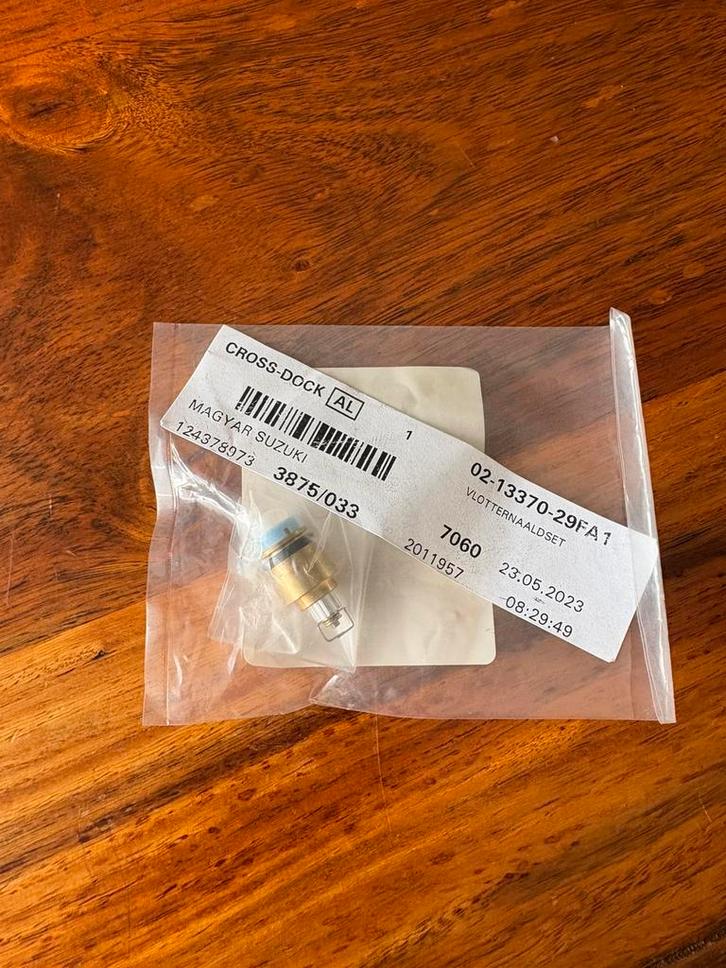 CROSS-DOCK AL
1
MAGYAR SUZUKI
124378973
3875/033
02-13370-29FA1
VLOTTERNAALDSET
7060
2011957
23.05.2023
08:29:49